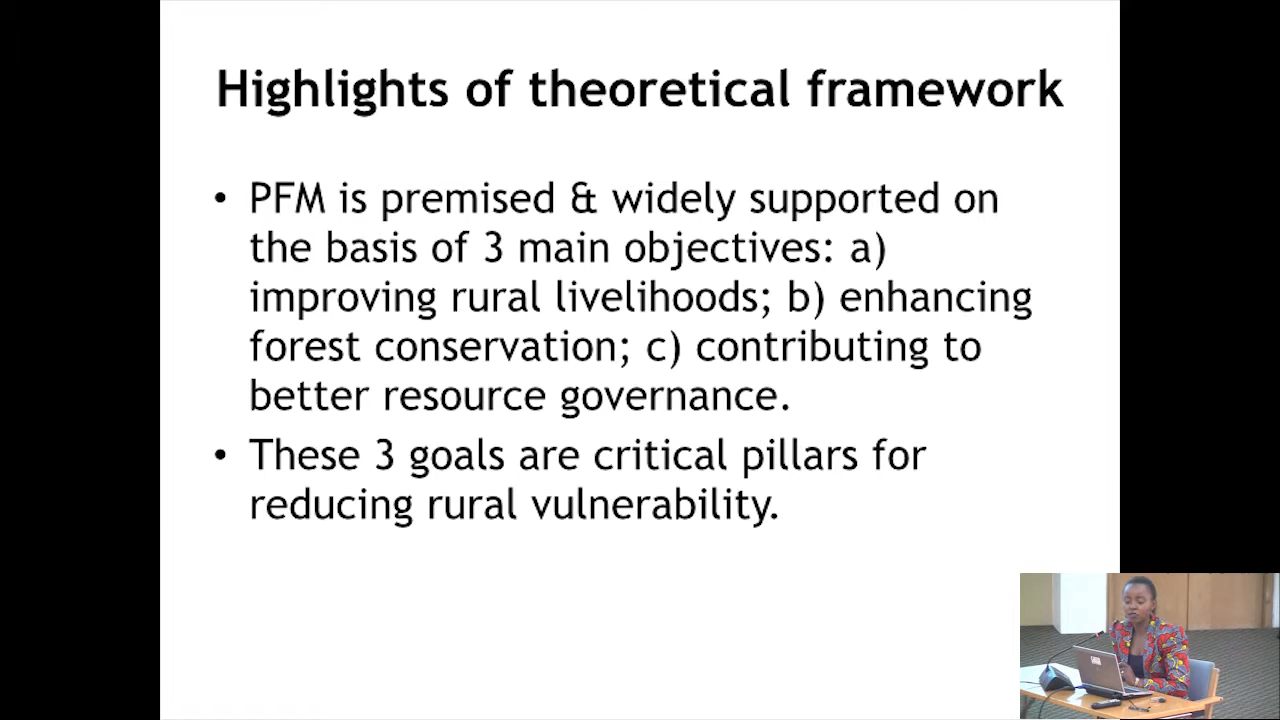 Highlights of theoretical framework
• PFM is premised & widely supported on
the basis of 3 main objectives: a)
improving rural livelihoods; b) enhancing
forest conservation; c) contributing to
better resource governance.
• These 3 goals are critical pillars for
reducing rural vulnerability.